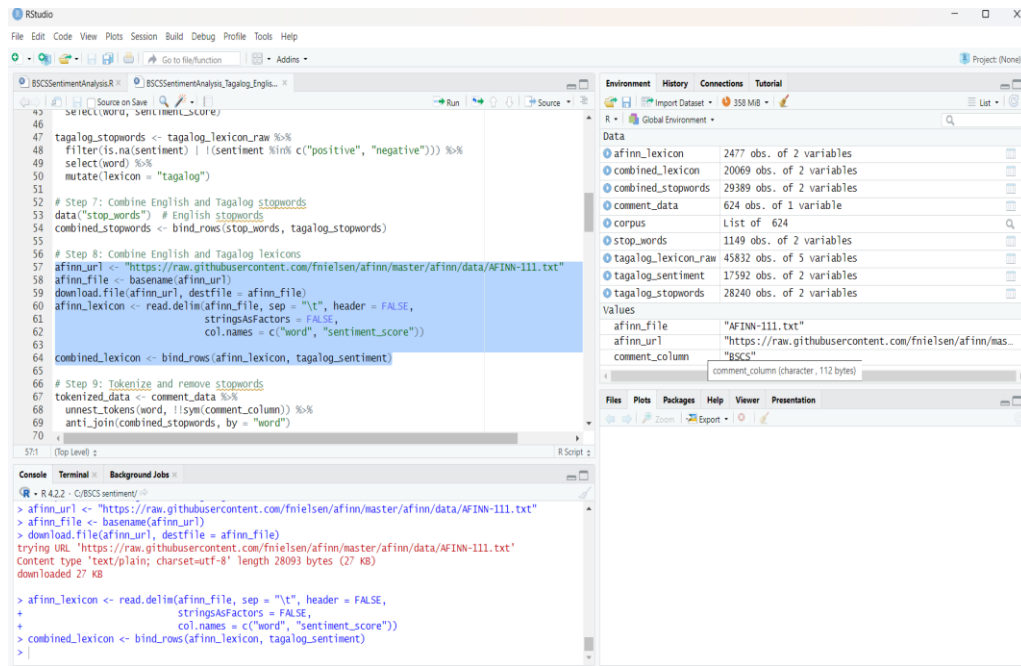 RStudio
File Edit Code View Plots Session Build Debug Profile Tools Help
Go to file/function
Addins
Project: (None)
BSCSSentimentAnalysis.R
BSCSSentimentAnalysis_Tagalog_Englis...
Source on Save
Run
Source
45 select(word, sentiment_score)
46
47 tagalog_stopwords <- tagalog_lexicon_raw %>%
48 filter(is.na(sentiment) | !(sentiment %in% c("positive", "negative"))) %>%
49 select(word) %>%
50 mutate(lexicon = "tagalog")
51
52 # Step 7: Combine English and Tagalog stopwords
53 data("stop_words") # English stopwords
54 combined_stopwords <- bind_rows(stop_words, tagalog_stopwords)
55
56 # Step 8: Combine English and Tagalog lexicons
57 afinn_url <- "https://raw.githubusercontent.com/fnielsen/afinn/master/afinn/data/AFINN-111.txt"
58 afinn_file <- basename(afinn_url)
59 download.file(afinn_url, destfile = afinn_file)
60 afinn_lexicon <- read.delim(afinn_file, sep = "\t", header = FALSE,
61 stringsAsFactors = FALSE,
62 col.names = c("word", "sentiment_score"))
63
64 combined_lexicon <- bind_rows(afinn_lexicon, tagalog_sentiment)
65
66 # Step 9: Tokenize and remove stopwords
67 tokenized_data <- comment_data %>%
68 unnest_tokens(word, !!sym(comment_column)) %>%
69 anti_join(combined_stopwords, by = "word")
70
57:1 (Top Level) R Script
Console Terminal Background Jobs
R 4.2.2 · C:/BSCS sentiment/
> afinn_url <- "https://raw.githubusercontent.com/fnielsen/afinn/master/afinn/data/AFINN-111.txt"
> afinn_file <- basename(afinn_url)
> download.file(afinn_url, destfile = afinn_file)
trying URL 'https://raw.githubusercontent.com/fnielsen/afinn/master/afinn/data/AFINN-111.txt'
Content type 'text/plain; charset=utf-8' length 28093 bytes (27 KB)
downloaded 27 KB
> afinn_lexicon <- read.delim(afinn_file, sep = "\t", header = FALSE,
+ stringsAsFactors = FALSE,
+ col.names = c("word", "sentiment_score"))
> combined_lexicon <- bind_rows(afinn_lexicon, tagalog_sentiment)
>
Environment History Connections Tutorial
Import Dataset 358 MiB List
R Global Environment
Data
afinn_lexicon 2477 obs. of 2 variables
combined_lexicon 20069 obs. of 2 variables
combined_stopwords 29389 obs. of 2 variables
comment_data 624 obs. of 1 variable
corpus List of 624
stop_words 1149 obs. of 2 variables
tagalog_lexicon_raw 45832 obs. of 5 variables
tagalog_sentiment 17592 obs. of 2 variables
tagalog_stopwords 28240 obs. of 2 variables
Values
afinn_file "AFINN-111.txt"
afinn_url "https://raw.githubusercontent.com/fnielsen/afinn/mas…
comment_column "BSCS"
comment_column (character , 112 bytes)
Files Plots Packages Help Viewer Presentation
Zoom Export